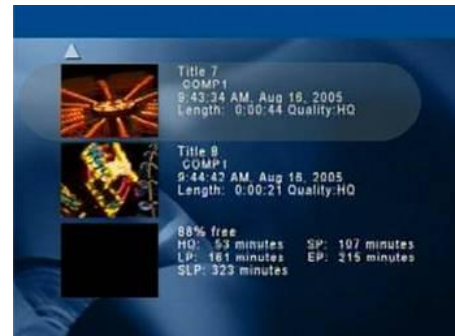 Title 7
COMP1
9:43:34 AM, Aug 16, 2005
Length: 0:00:44 Quality:HQ
Title 8
COMP1
9:44:42 AM, Aug 16, 2005
Length: 0:00:21 Quality:HQ
88% free
HQ: 53 minutes SP: 107 minutes
LP: 161 minutes EP: 215 minutes
SLP: 323 minutes